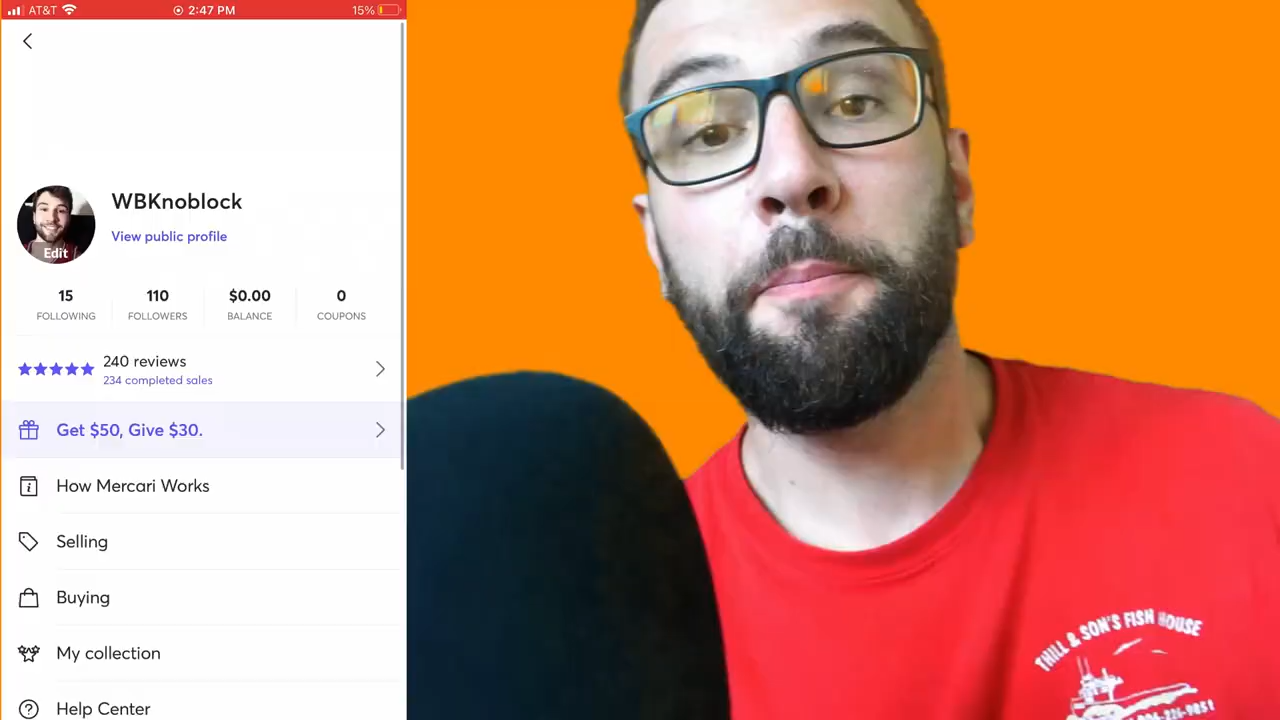 AT&T 2:47 PM 15%
WBKnoblock
Edit
View public profile
15 110 $0.00 0
FOLLOWING FOLLOWERS BALANCE COUPONS
240 reviews
234 completed sales
Get $50, Give $30.
How Mercari Works
Selling
Buying
My collection
Help Center
THILL & SON'S FISH HOUSE